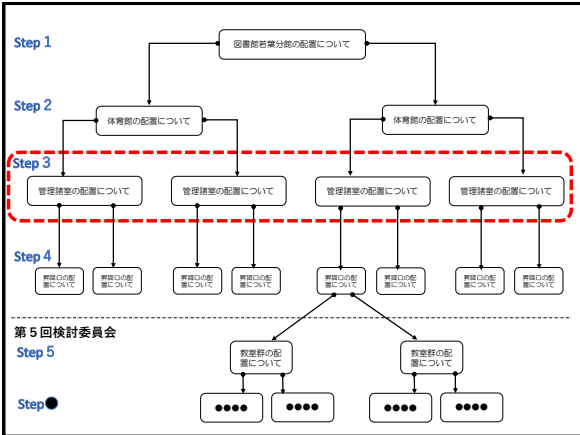 Step 1
図書館若葉分館の配置について
Step 2
体育館の配置について
体育館の配置について
Step 3
管理諸室の配置について
管理諸室の配置について
管理諸室の配置について
管理諸室の配置について
Step 4
昇降口の配
置について
昇降口の配
置について
昇降口の配
置について
昇降口の配
置について
昇降口の配
置について
昇降口の配
置について
昇降口の配
置について
昇降口の配
置について
第５回検討委員会
Step 5
教室群の配
置について
教室群の配
置について
Step●
●●●●
●●●●
●●●●
●●●●